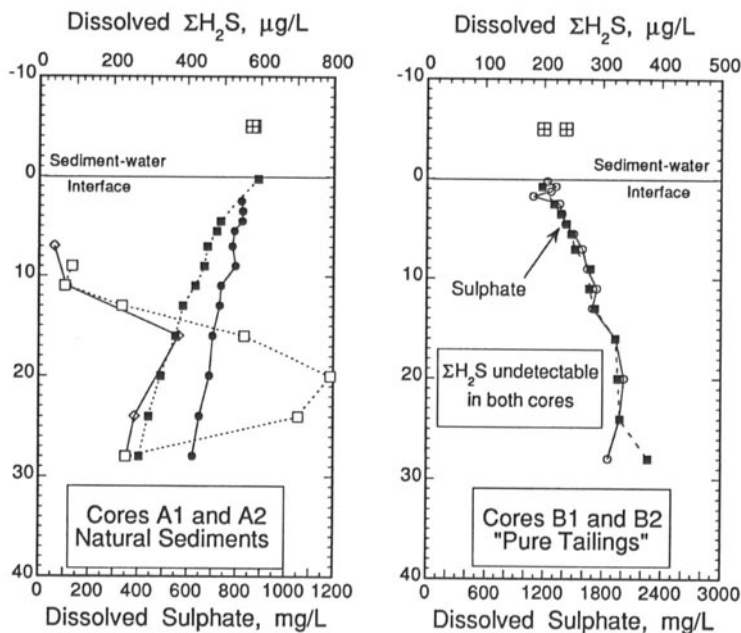 Dissolved ΣH₂S, µg/L
0 200 400 600 800
-10
0
10
20
30
40
Sediment-water
Interface
Cores A1 and A2
Natural Sediments
0 200 400 600 800 1000 1200
Dissolved Sulphate, mg/L
Dissolved ΣH₂S, µg/L
0 100 200 300 400 500
-10
0
10
20
30
40
Sediment-water
Interface
Sulphate
ΣH₂S undetectable
in both cores
Cores B1 and B2
"Pure Tailings"
0 600 1200 1800 2400 3000
Dissolved Sulphate, mg/L